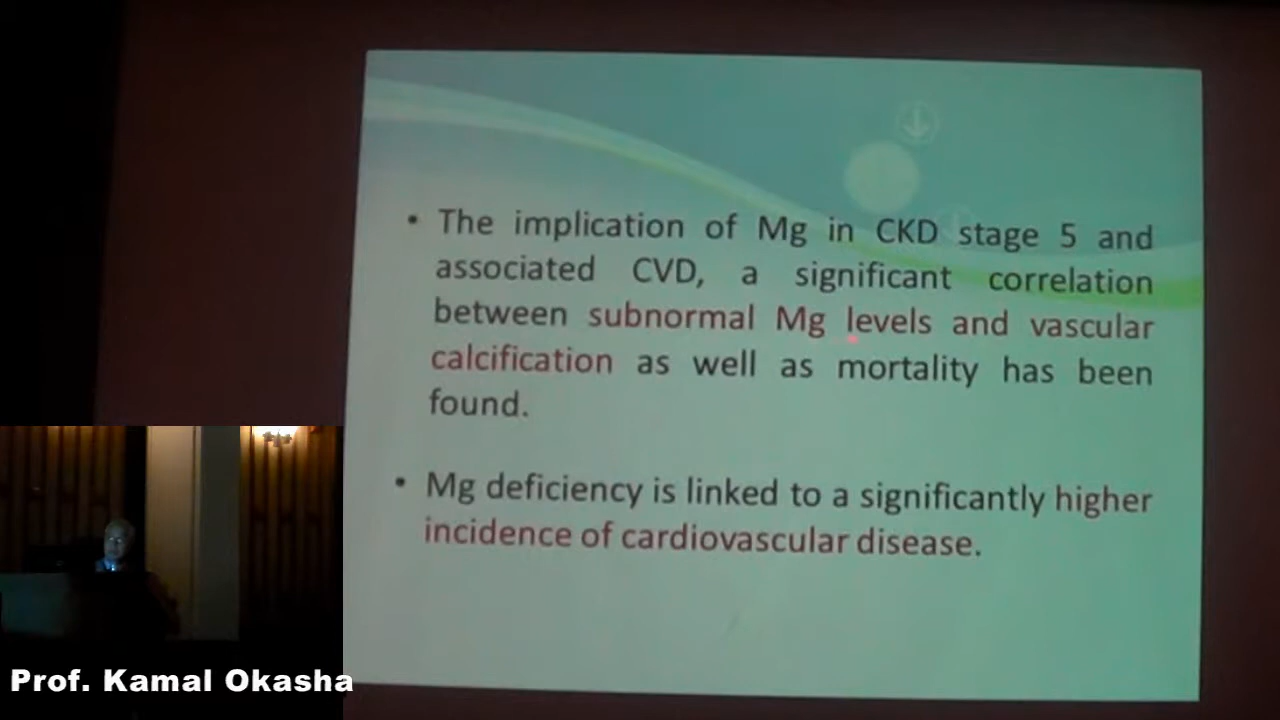 • The implication of Mg in CKD stage 5 and
associated CVD, a significant correlation
between subnormal Mg levels and vascular
calcification as well as mortality has been
found.
• Mg deficiency is linked to a significantly higher
incidence of cardiovascular disease.
Prof. Kamal Okasha